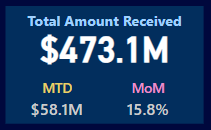 Total Amount Received
$473.1M
MTD MoM
$58.1M 15.8%